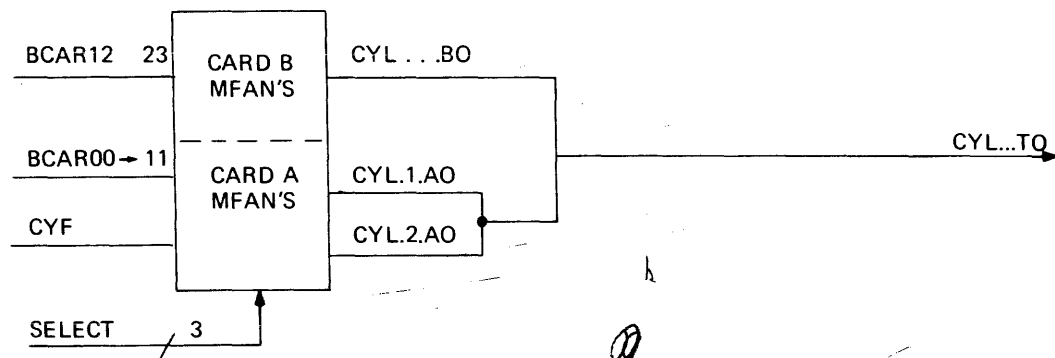 BCAR12 23
CARD B
MFAN'S
CYL . . .BO
BCAR00→11
CARD A
MFAN'S
CYL.1.AO
CYL...TO
CYF
CYL.2.AO
SELECT 3